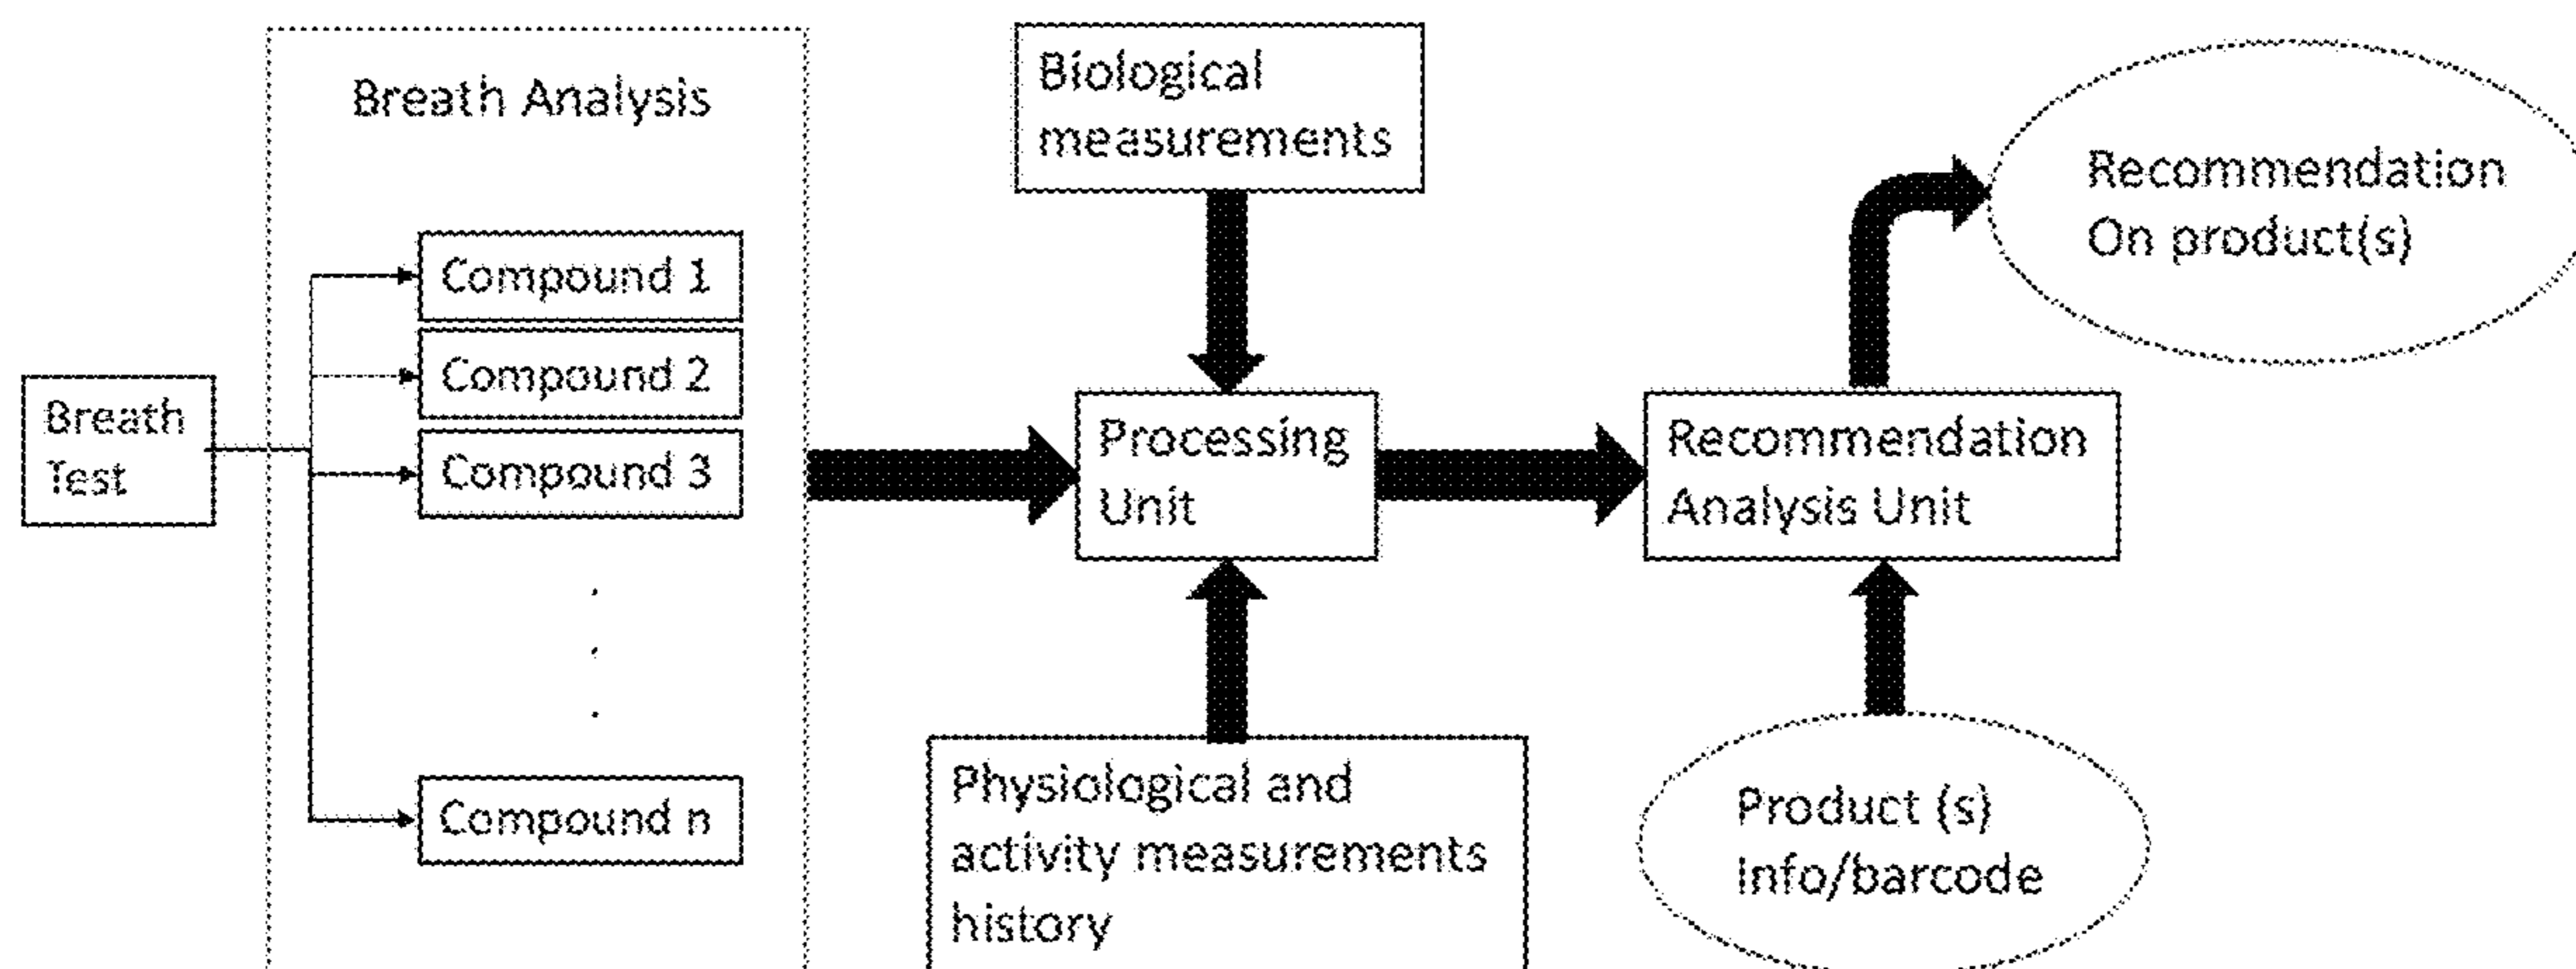 Breath Analysis
Breath
Test
Compound 1
Compound 2
Compound 3
Compound n
Biological
measurements
Processing
Unit
Physiological and
activity measurements
history
Recommendation
Analysis Unit
Recommendation
On product(s)
Product (s)
Info/barcode